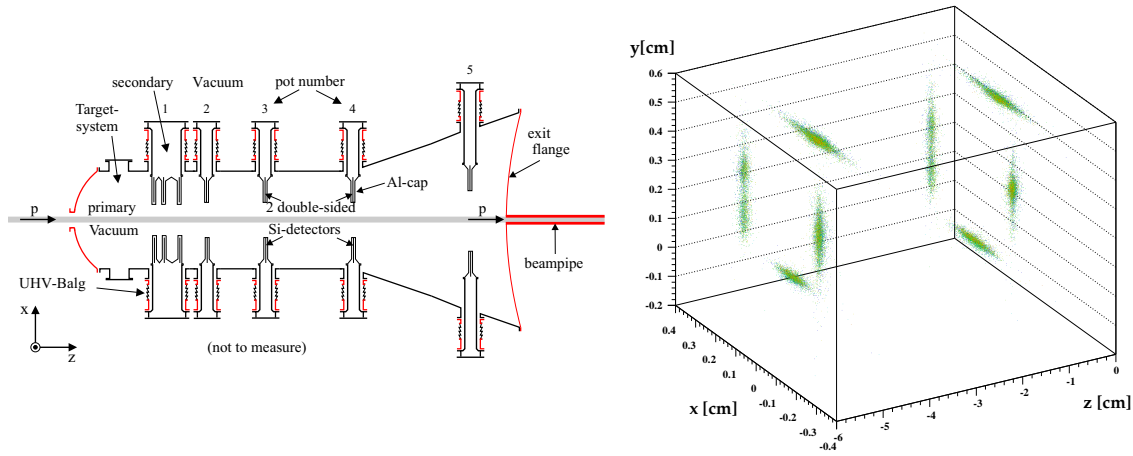 Vacuum
secondary
pot number
1
2
3
4
5
Target-
system
exit
flange
Al-cap
p
primary
2 double-sided
p
Vacuum
Si-detectors
beampipe
UHV-Balg
x
z
(not to measure)
y[cm]
0.6
0.5
0.4
0.3
0.2
0.1
0
-0.1
-0.2
0.4
0.3
0.2
0.1
0
-0.1
-0.2
-0.3
-0.4
x [cm]
-6
-5
-4
-3
-2
-1
0
z [cm]